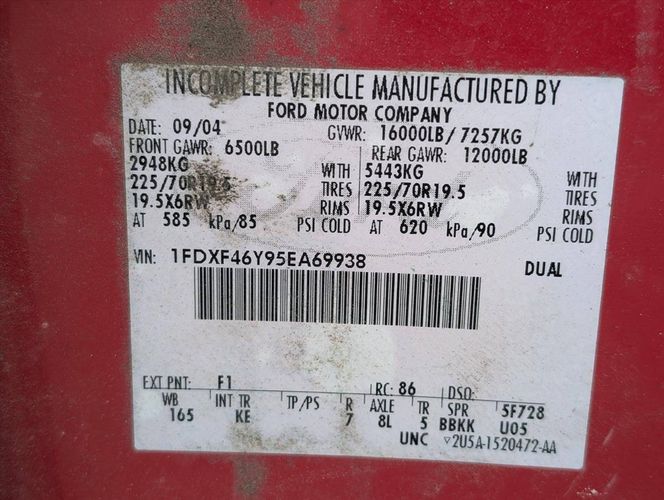 INCOMPLETE VEHICLE MANUFACTURED BY
FORD MOTOR COMPANY
DATE: 09/04 GVWR: 16000LB/7257KG
FRONT GAWR: 6500LB REAR GAWR: 12000LB
2948KG WITH 5443KG WITH
225/70R19.5 TIRES 225/70R19.5 TIRES
19.5X6RW RIMS 19.5X6RW RIMS
AT 585 kPa/85 PSI COLD AT 620 kPa/90 PSI COLD
VIN: 1FDXF46Y95EA69938 DUAL
EXT PNT: F1 RC: 86 DSO:
WB INT TR TP/PS R AXLE TR SPR 5F728
165 KE 7 8L 5 BBKK U05
UNC ▽2U5A-1520472-AA